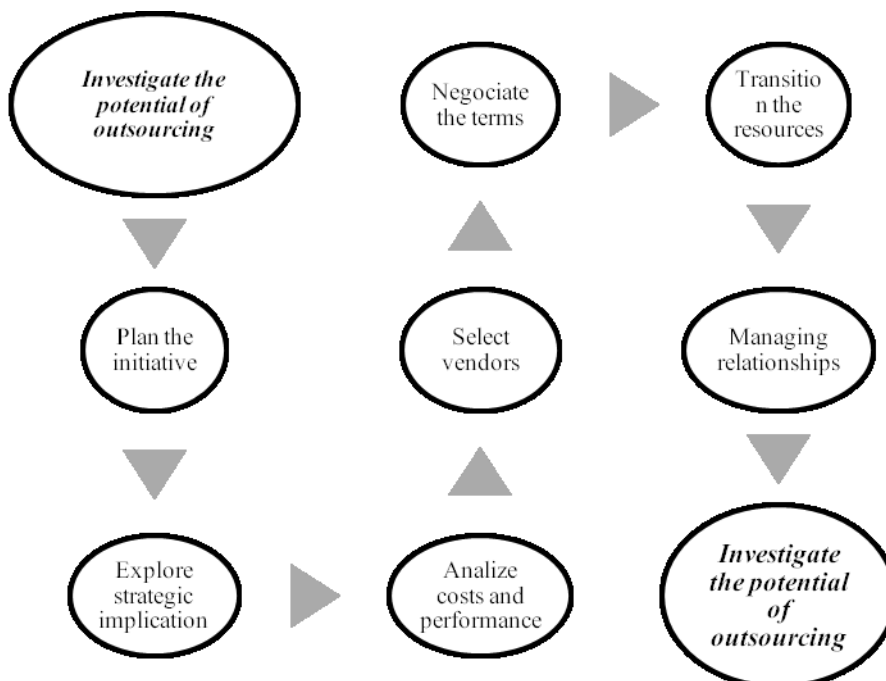 Investigate the
potential of
outsourcing
Plan the
initiative
Explore
strategic
implication
Analize
costs and
performance
Select
vendors
Negociate
the terms
Transitio
n the
resources
Managing
relationships
Investigate
the potential
of
outsourcing